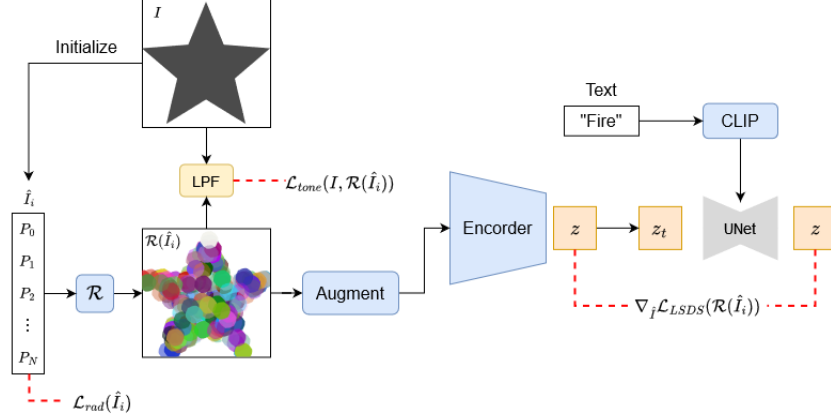 I
Initialize
Text
"Fire"
CLIP
LPF
ℒ_tone(I, ℛ(Î_i))
Î_i
P_0
P_1
P_2
⋮
P_N
ℛ
ℛ(Î_i)
Augment
Encorder
z
z_t
UNet
z
∇_Î ℒ_LSDS(ℛ(Î_i))
ℒ_rad(Î_i)